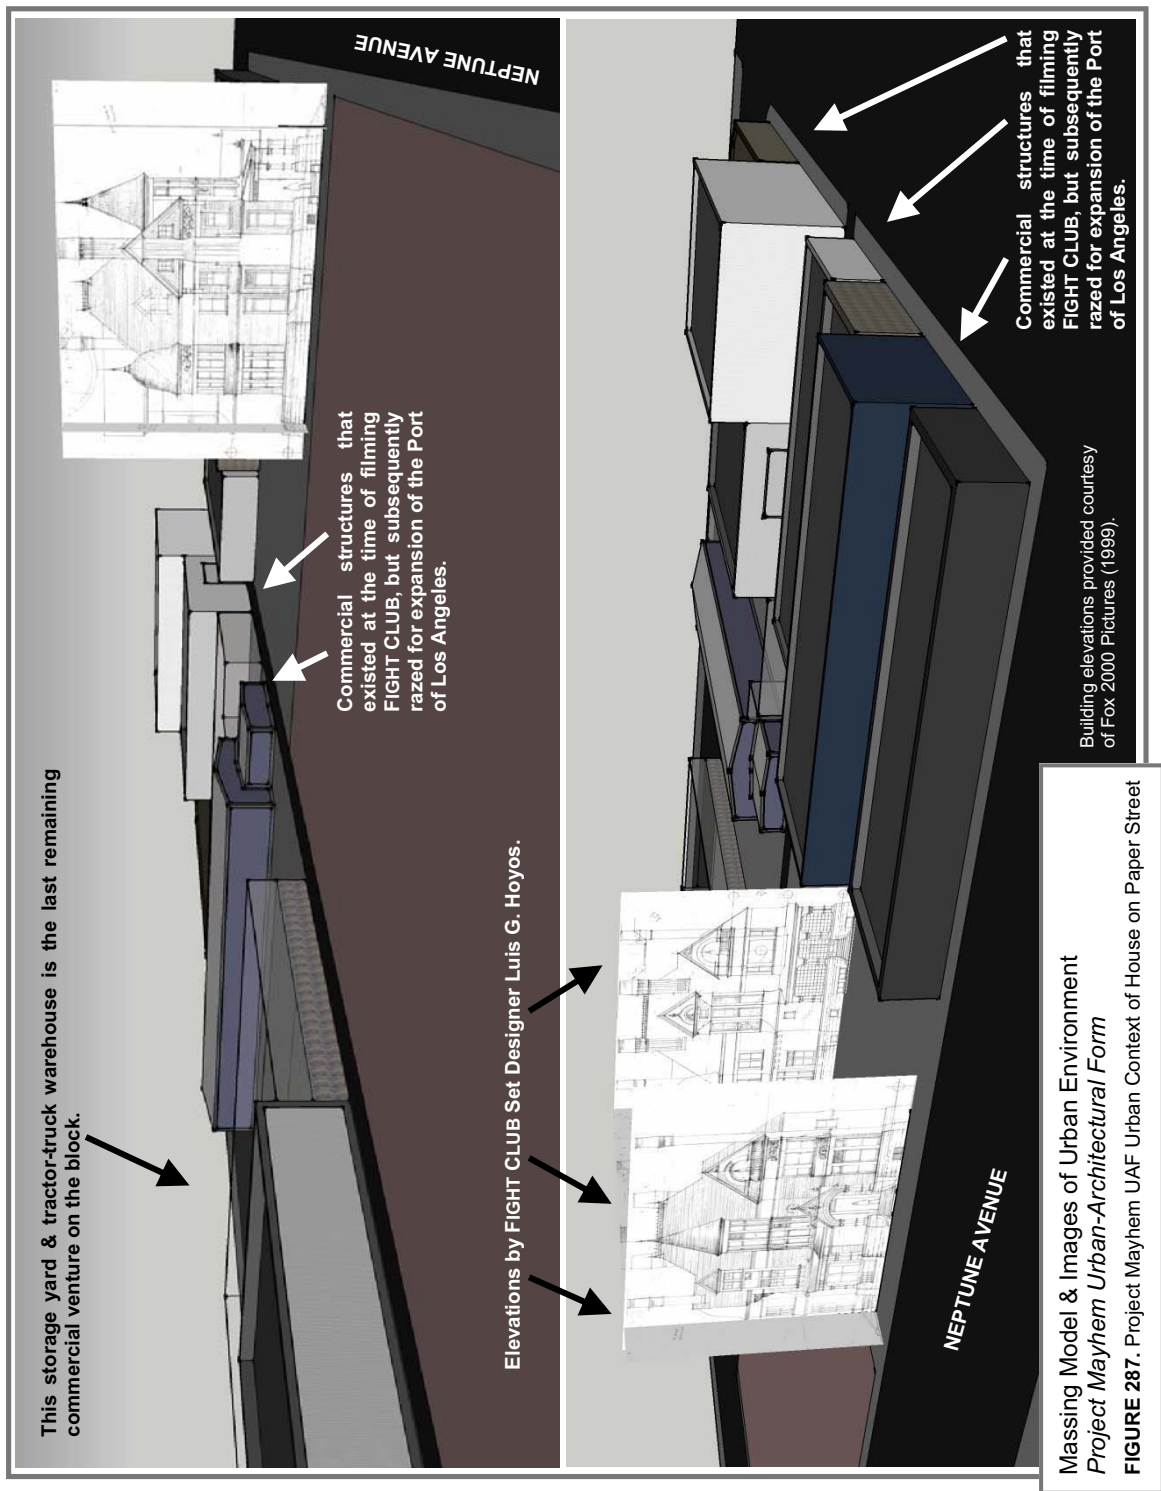 This storage yard & tractor-truck warehouse is the last remaining
commercial venture on the block.
NEPTUNE AVENUE
Commercial structures that
existed at the time of filming
FIGHT CLUB, but subsequently
razed for expansion of the Port
of Los Angeles.
Elevations by FIGHT CLUB Set Designer Luis G. Hoyos.
Commercial structures that
existed at the time of filming
FIGHT CLUB, but subsequently
razed for expansion of the Port
of Los Angeles.
NEPTUNE AVENUE
Building elevations provided courtesy
of Fox 2000 Pictures (1999).
Massing Model & Images of Urban Environment
Project Mayhem Urban-Architectural Form
FIGURE 287. Project Mayhem UAF Urban Context of House on Paper Street